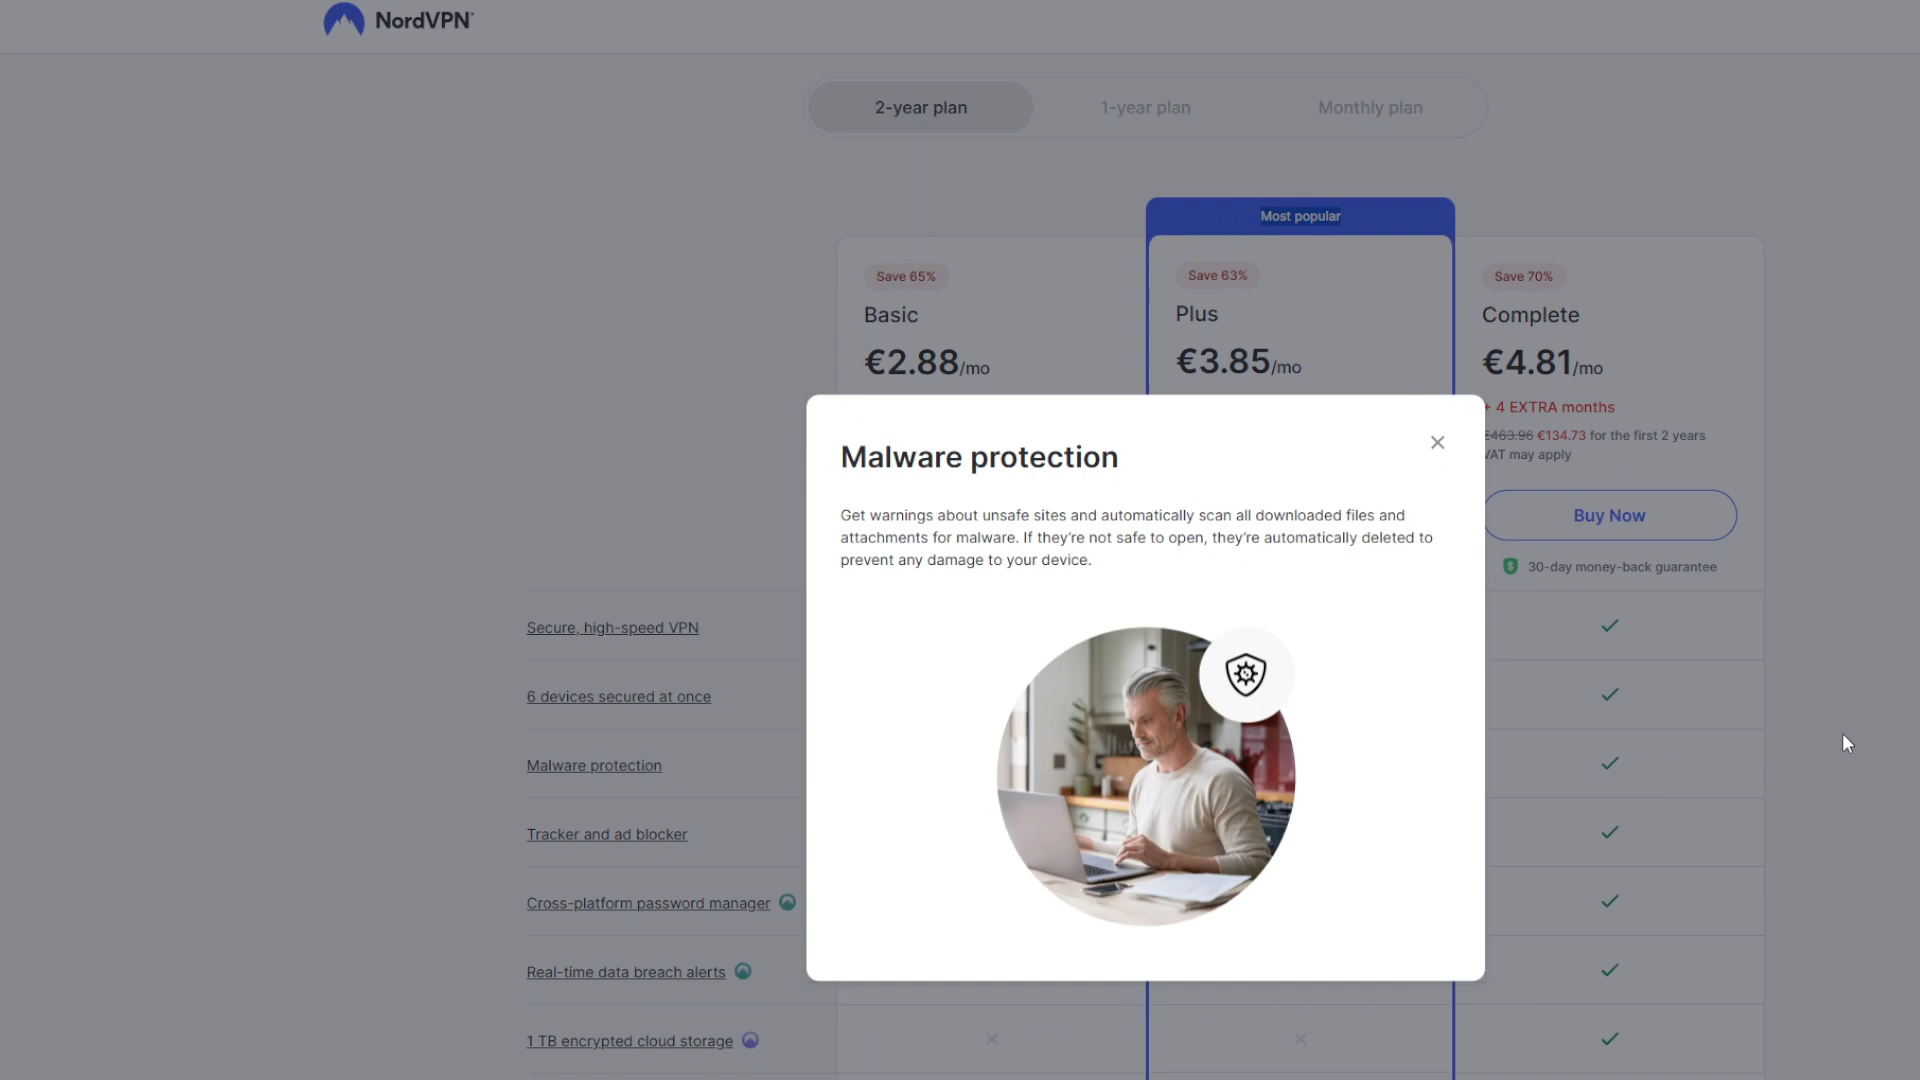 NordVPN®
2-year plan
1-year plan
Monthly plan
Most popular
Save 65%
Basic
€2.88/mo
Save 63%
Plus
€3.85/mo
Save 70%
Complete
€4.81/mo
+ 4 EXTRA months
€463.96 €134.73 for the first 2 years
VAT may apply
Buy Now
30-day money-back guarantee
Malware protection
Get warnings about unsafe sites and automatically scan all downloaded files and
attachments for malware. If they’re not safe to open, they’re automatically deleted to
prevent any damage to your device.
Secure, high-speed VPN
6 devices secured at once
Malware protection
Tracker and ad blocker
Cross-platform password manager
Real-time data breach alerts
1 TB encrypted cloud storage